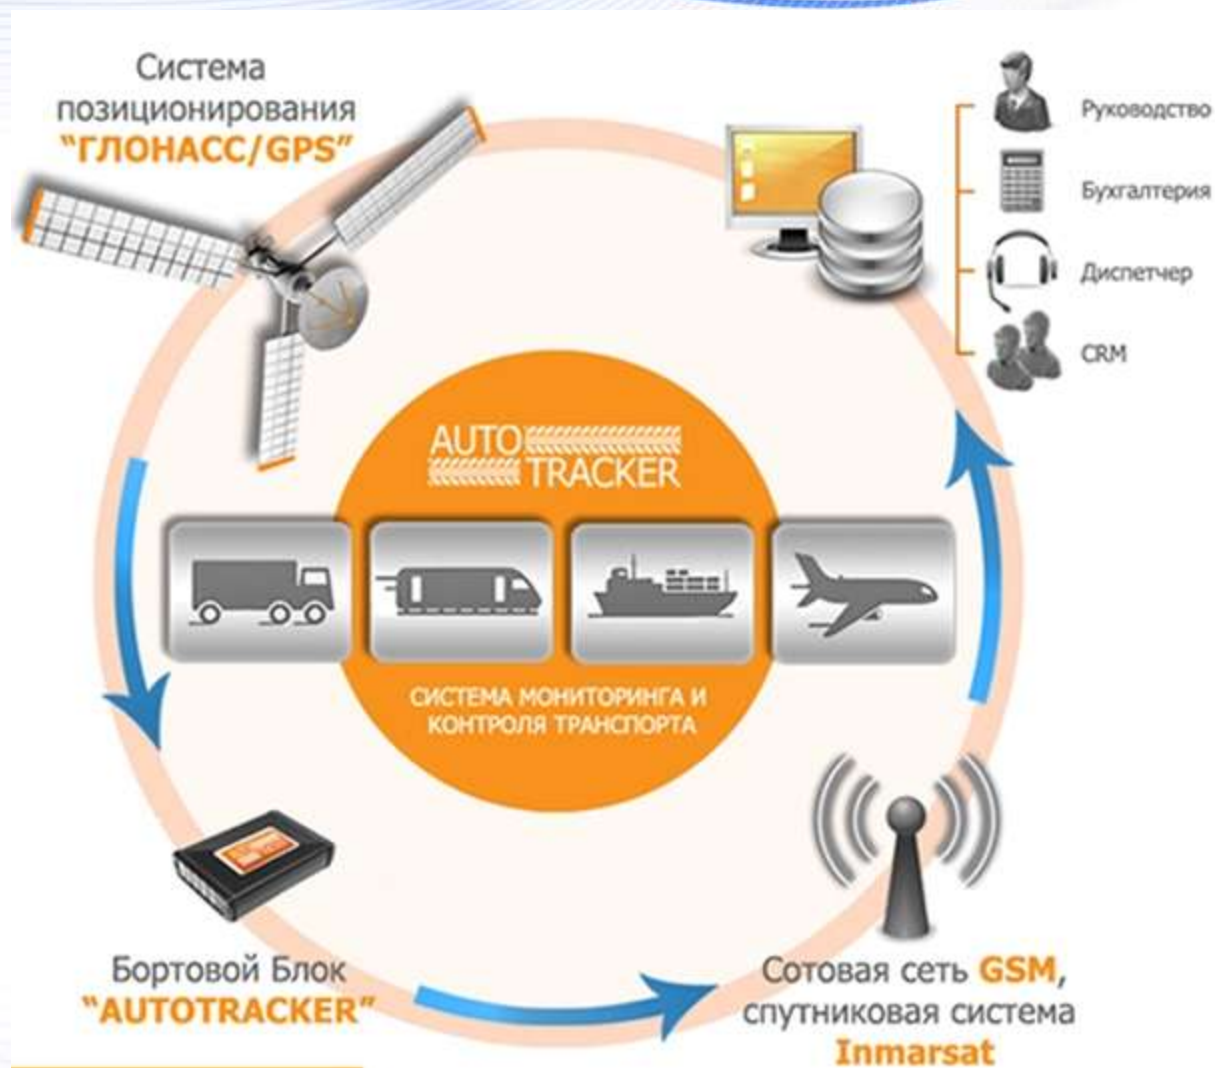 Система
позиционирования
"ГЛОНАСС/GPS"
Руководство
Бухгалтерия
Диспетчер
CRM
AUTO
TRACKER
СИСТЕМА МОНИТОРИНГА И
КОНТРОЛЯ ТРАНСПОРТА
Бортовой Блок
"AUTOTRACKER"
Сотовая сеть GSM,
спутниковая система
Inmarsat